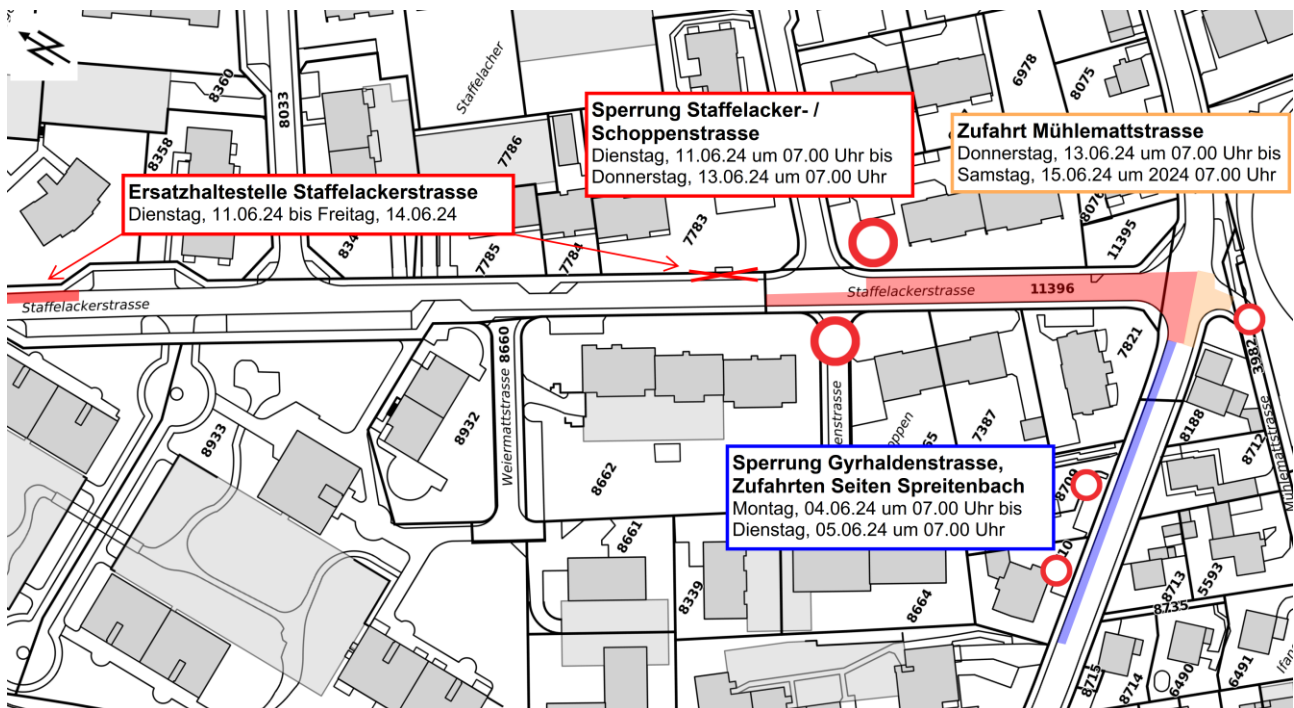 8360
8033
8358
Staffelacher
7786
6978
8075
Sperrung Staffelacker- /
Schoppenstrasse
Dienstag, 11.06.24 um 07.00 Uhr bis
Donnerstag, 13.06.24 um 07.00 Uhr
Zufahrt Mühlemattstrasse
Donnerstag, 13.06.24 um 07.00 Uhr bis
Samstag, 15.06.24 um 2024 07.00 Uhr
Ersatzhaltestelle Staffelackerstrasse
Dienstag, 11.06.24 bis Freitag, 14.06.24
834
7785
7784
7783
11395
Staffelackerstrasse
Staffelackerstrasse
11396
8660
Weiermattstrasse
8932
8933
7821
3982
Mühlemattstrasse
8188
8712
7387
8662
8709
Sperrung Gyrhaldenstrasse,
Zufahrten Seiten Spreitenbach
Montag, 04.06.24 um 07.00 Uhr bis
Dienstag, 05.06.24 um 07.00 Uhr
8661
8339
8664
10
8713
5593
8735
8715
8714
6490
6491